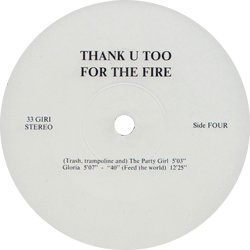 THANK U TOO
FOR THE FIRE
33 GIRI
STEREO
Side FOUR
(Trash, trampoline and) The Party Girl 5'03"
Gloria 5'07" - "40" (Feed the world) 12'25"